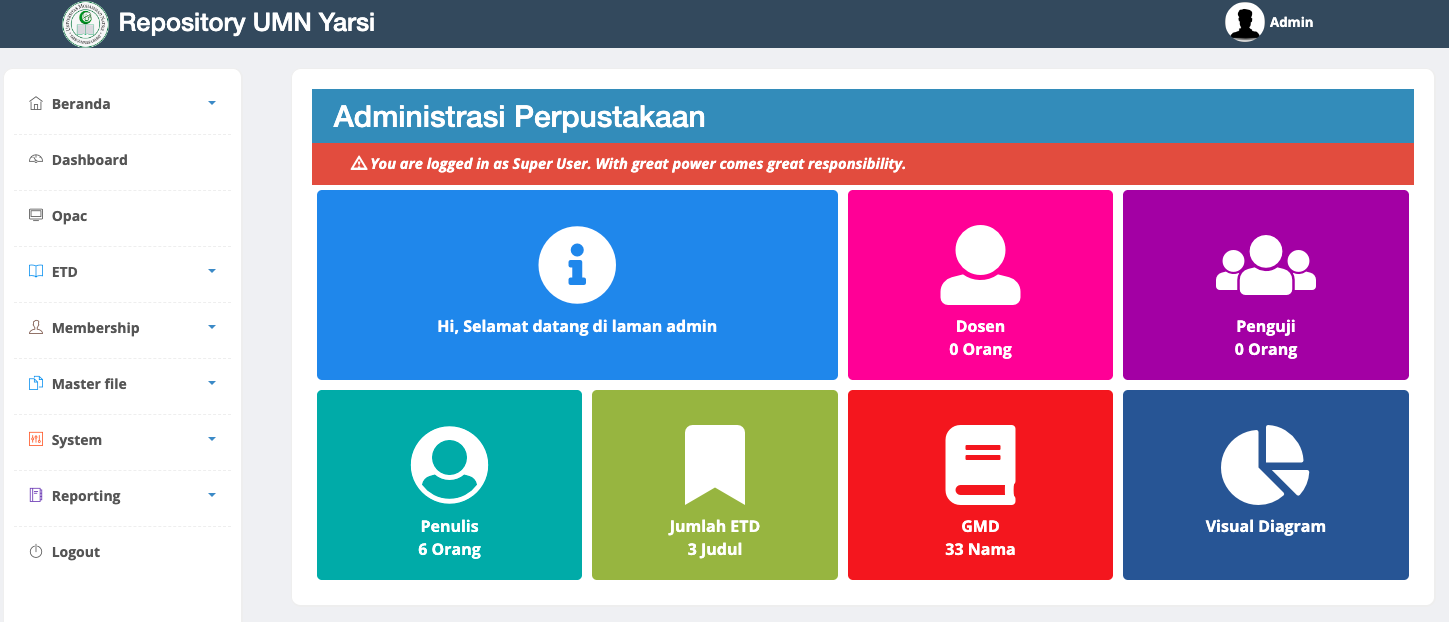 Repository UMN Yarsi
Admin
Beranda
Dashboard
Opac
ETD
Membership
Master file
System
Reporting
Logout
Administrasi Perpustakaan
You are logged in as Super User. With great power comes great responsibility.
Hi, Selamat datang di laman admin
Dosen
0 Orang
Penguji
0 Orang
Penulis
6 Orang
Jumlah ETD
3 Judul
GMD
33 Nama
Visual Diagram